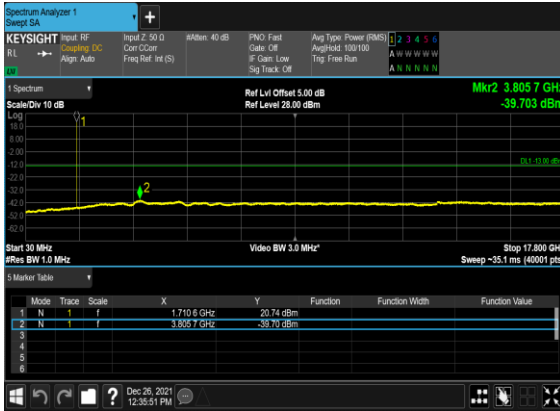 Spectrum Analyzer 1
Swept SA
+
KEYSIGHT
RL
Input: RF
Coupling: DC
Align: Auto
Input Z: 50 Ω
Corr CCorr
Freq Ref: Int (S)
#Atten: 40 dB
PNO: Fast
Gate: Off
IF Gain: Low
Sig Track: Off
Avg Type: Power (RMS)
Avg|Hold: 100/100
Trig: Free Run
1 2 3 4 5 6
A W W W W W
A N N N N N
1 Spectrum
Scale/Div 10 dB
Ref Lvl Offset 5.00 dB
Ref Level 28.00 dBm
Mkr2 3.805 7 GHz
-39.703 dBm
Log
18.0
8.00
-2.00
-12.0
-22.0
-32.0
-42.0
-52.0
-62.0
1
2
DL1 -13.00 dBm
Start 30 MHz
#Res BW 1.0 MHz
Video BW 3.0 MHz*
Stop 17.800 GH
Sweep ~35.1 ms (40001 pts
5 Marker Table
Mode Trace Scale X Y Function Function Width Function Value
1 N 1 f 1.710 6 GHz 20.74 dBm
2 N 1 f 3.805 7 GHz -39.70 dBm
3
4
5
6
?
Dec 26, 2021
12:35:51 PM